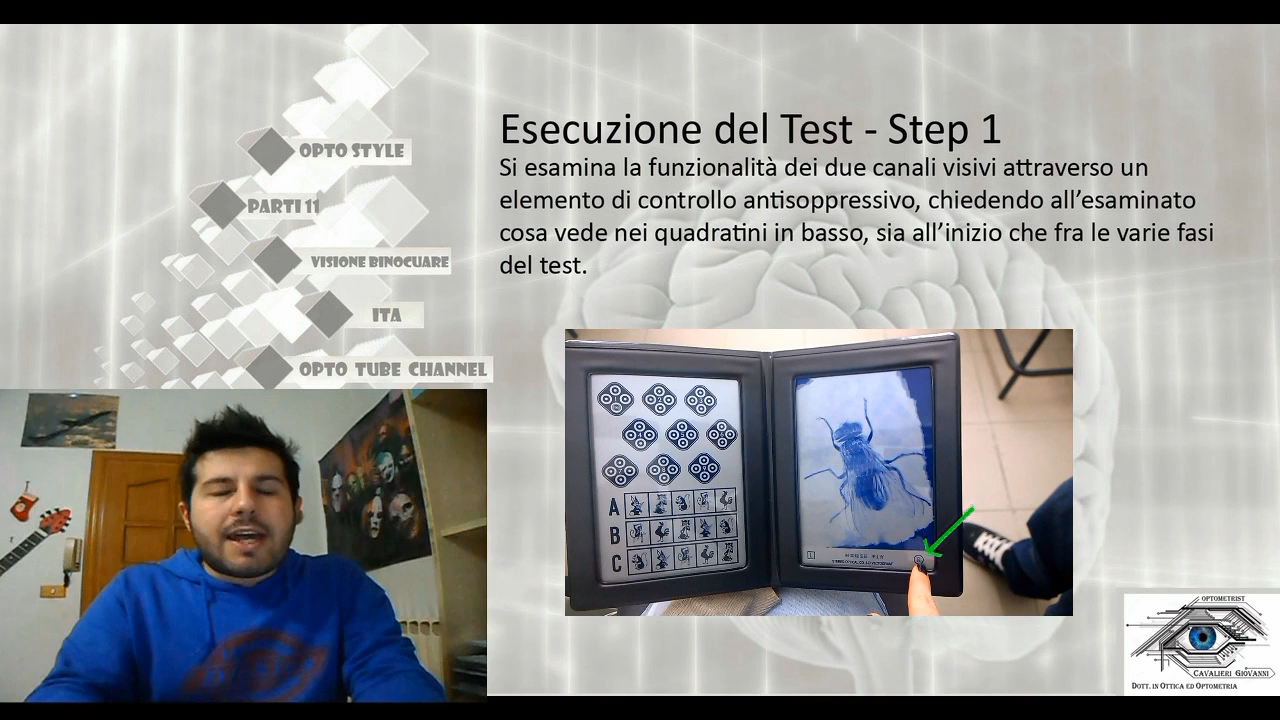 OPTO STYLE
PARTI 11
VISIONE BINOCUARE
ITA
OPTO TUBE CHANNEL
Esecuzione del Test - Step 1
Si esamina la funzionalità dei due canali visivi attraverso un
elemento di controllo antisoppressivo, chiedendo all’esaminato
cosa vede nei quadratini in basso, sia all’inizio che fra le varie fasi
del test.
A
B
C
HOUSE FLY
OPTOMETRIST
CAVALIERI GIOVANNI
DOTT. IN OTTICA ED OPTOMETRIA